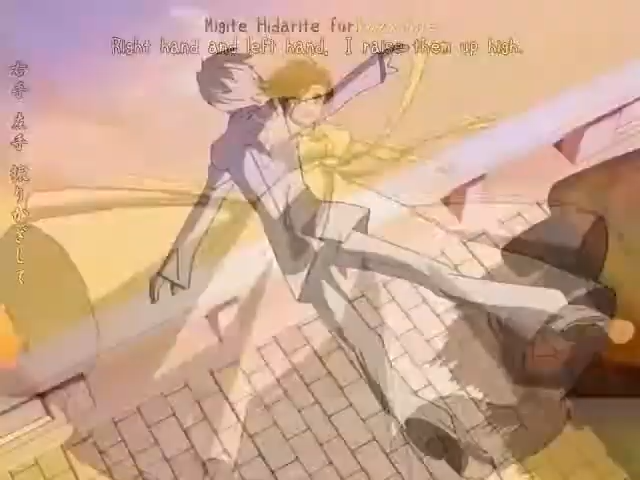 Migite Hidarite furikazashite
Right hand and left hand, I raise them up high.
右手 左手 振りかざして